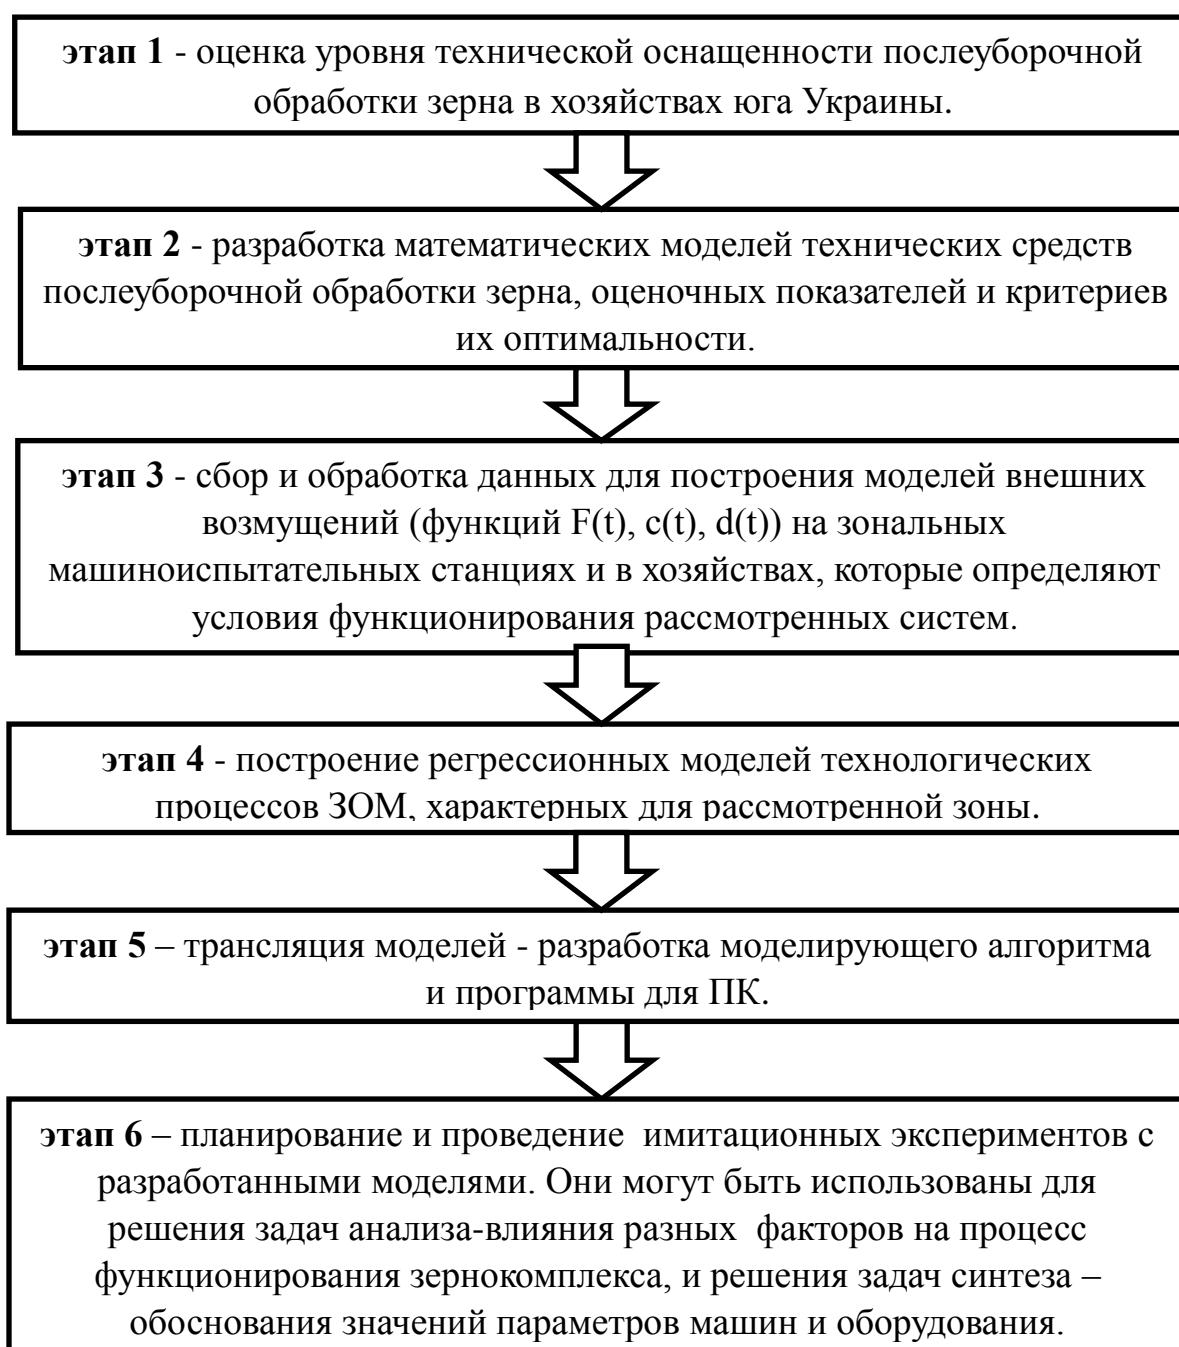 этап 1 - оценка уровня технической оснащенности послеуборочной
обработки зерна в хозяйствах юга Украины.
этап 2 - разработка математических моделей технических средств
послеуборочной обработки зерна, оценочных показателей и критериев
их оптимальности.
этап 3 - сбор и обработка данных для построения моделей внешних
возмущений (функций F(t), c(t), d(t)) на зональных
машиноиспытательных станциях и в хозяйствах, которые определяют
условия функционирования рассмотренных систем.
этап 4 - построение регрессионных моделей технологических
процессов ЗОМ, характерных для рассмотренной зоны.
этап 5 – трансляция моделей - разработка моделирующего алгоритма
и программы для ПК.
этап 6 – планирование и проведение имитационных экспериментов с
разработанными моделями. Они могут быть использованы для
решения задач анализа-влияния разных факторов на процесс
функционирования зернокомплекса, и решения задач синтеза –
обоснования значений параметров машин и оборудования.